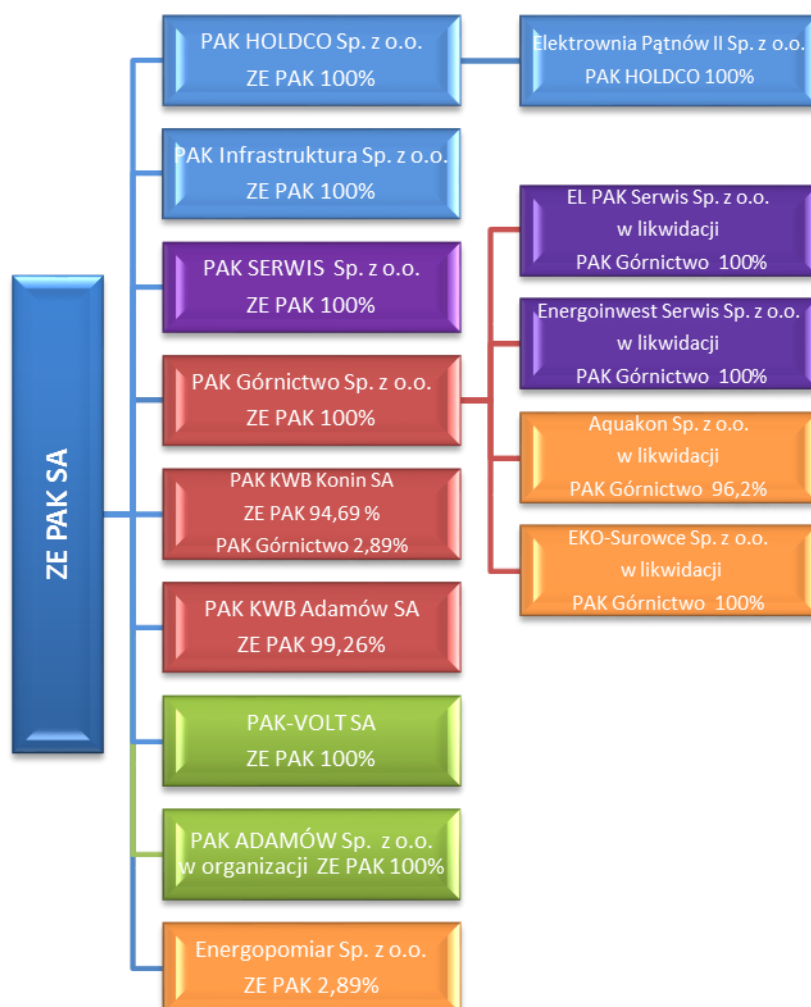 ZE PAK SA
PAK HOLDCO Sp. z o.o.
ZE PAK 100%
Elektrownia Pątnów II Sp. z o.o.
PAK HOLDCO 100%
PAK Infrastruktura Sp. z o.o.
ZE PAK 100%
PAK SERWIS Sp. z o.o.
ZE PAK 100%
PAK Górnictwo Sp. z o.o.
ZE PAK 100%
EL PAK Serwis Sp. z o.o.
w likwidacji
PAK Górnictwo 100%
Energoinwest Serwis Sp. z o.o.
w likwidacji
PAK Górnictwo 100%
Aquakon Sp. z o.o.
w likwidacji
PAK Górnictwo 96,2%
EKO-Surowce Sp. z o.o.
w likwidacji
PAK Górnictwo 100%
PAK KWB Konin SA
ZE PAK 94,69 %
PAK Górnictwo 2,89%
PAK KWB Adamów SA
ZE PAK 99,26%
PAK-VOLT SA
ZE PAK 100%
PAK ADAMÓW Sp. z o.o.
w organizacji ZE PAK 100%
Energopomiar Sp. z o.o.
ZE PAK 2,89%